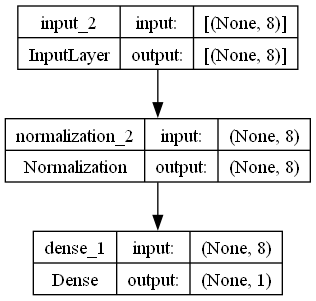 input_2 input: [(None, 8)]
InputLayer output: [(None, 8)]
normalization_2 input: (None, 8)
Normalization output: (None, 8)
dense_1 input: (None, 8)
Dense output: (None, 1)